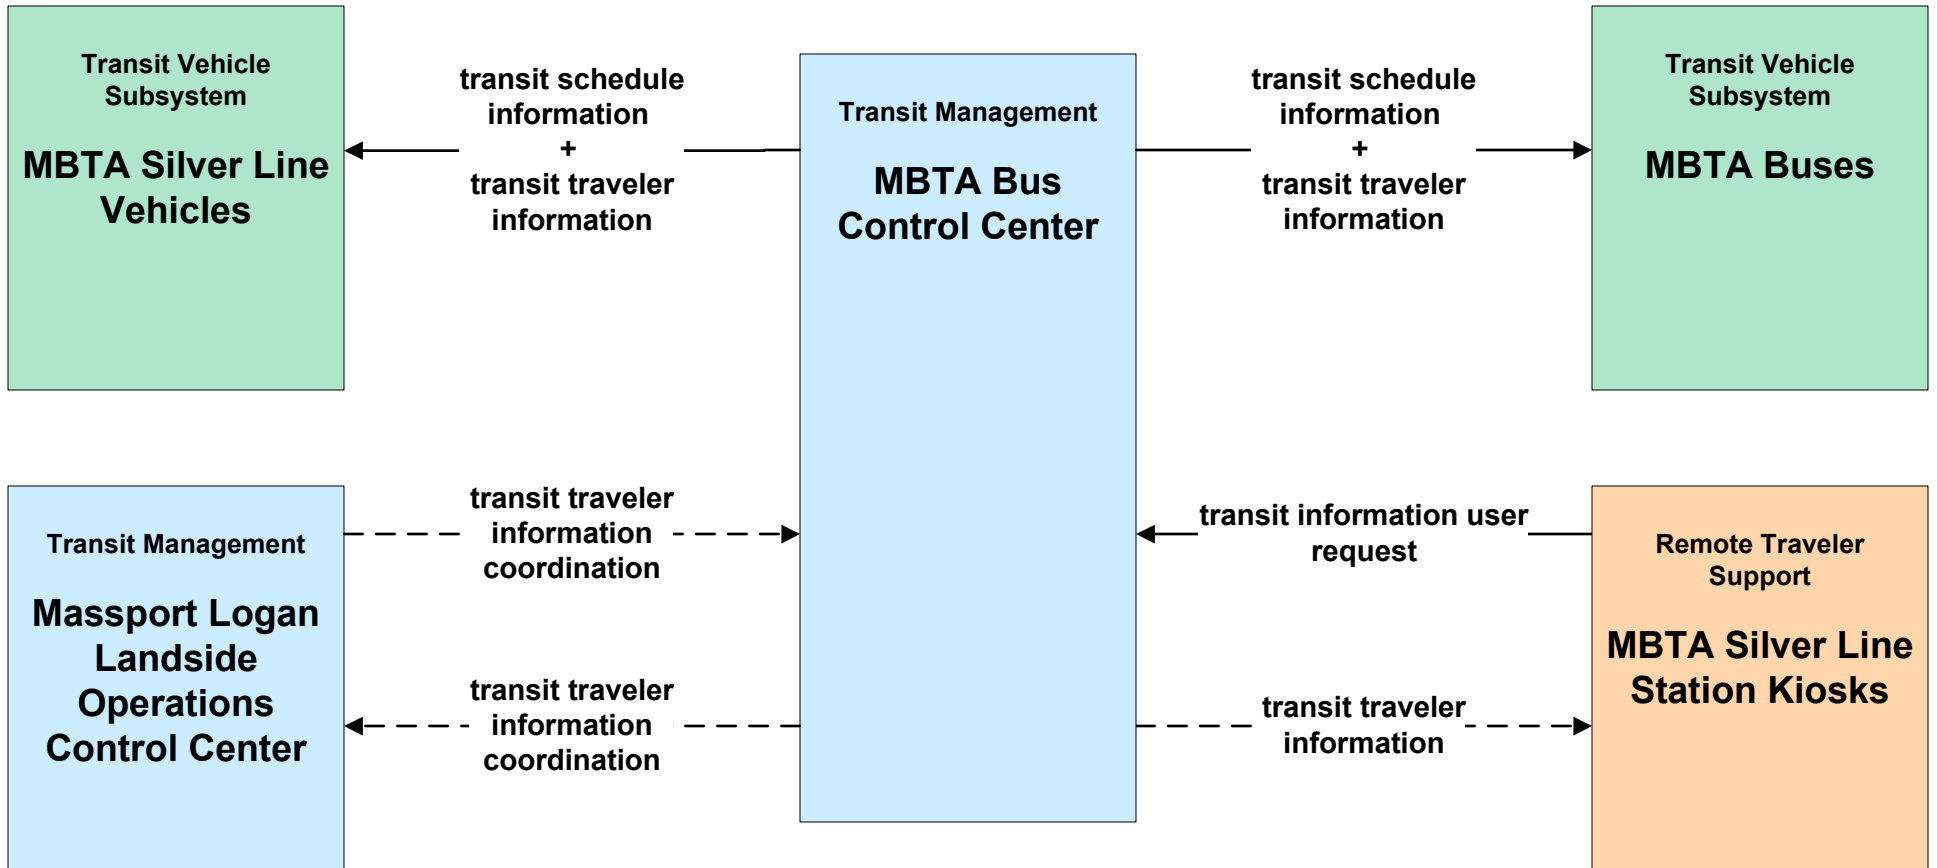 Transit Vehicle
Subsystem
MBTA Silver Line
Vehicles
transit schedule
information
+
transit traveler
information
Transit Management
MBTA Bus
Control Center
transit schedule
information
+
transit traveler
information
Transit Vehicle
Subsystem
MBTA Buses
Transit Management
Massport Logan
Landside
Operations
Control Center
transit traveler
information
coordination
transit traveler
information
coordination
transit information user
request
transit traveler
information
Remote Traveler
Support
MBTA Silver Line
Station Kiosks